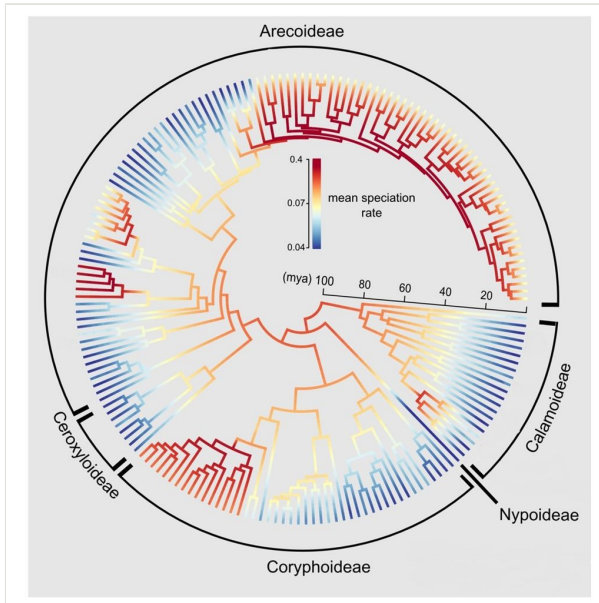 Arecoideae
0.4
0.07
0.04
mean speciation
rate
(mya) 100 80 60 40 20
Calamoideae
Nypoideae
Coryphoideae
Ceroxyloideae